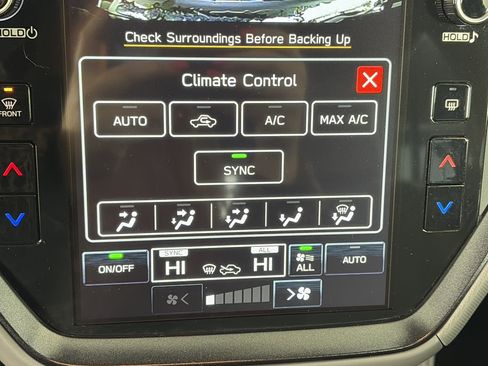 HOLD
HOLD
Check Surroundings Before Backing Up
Climate Control
FRONT
AUTO
A/C
MAX A/C
SYNC
SYNC
ALL
ON/OFF
HI
HI
ALL
AUTO